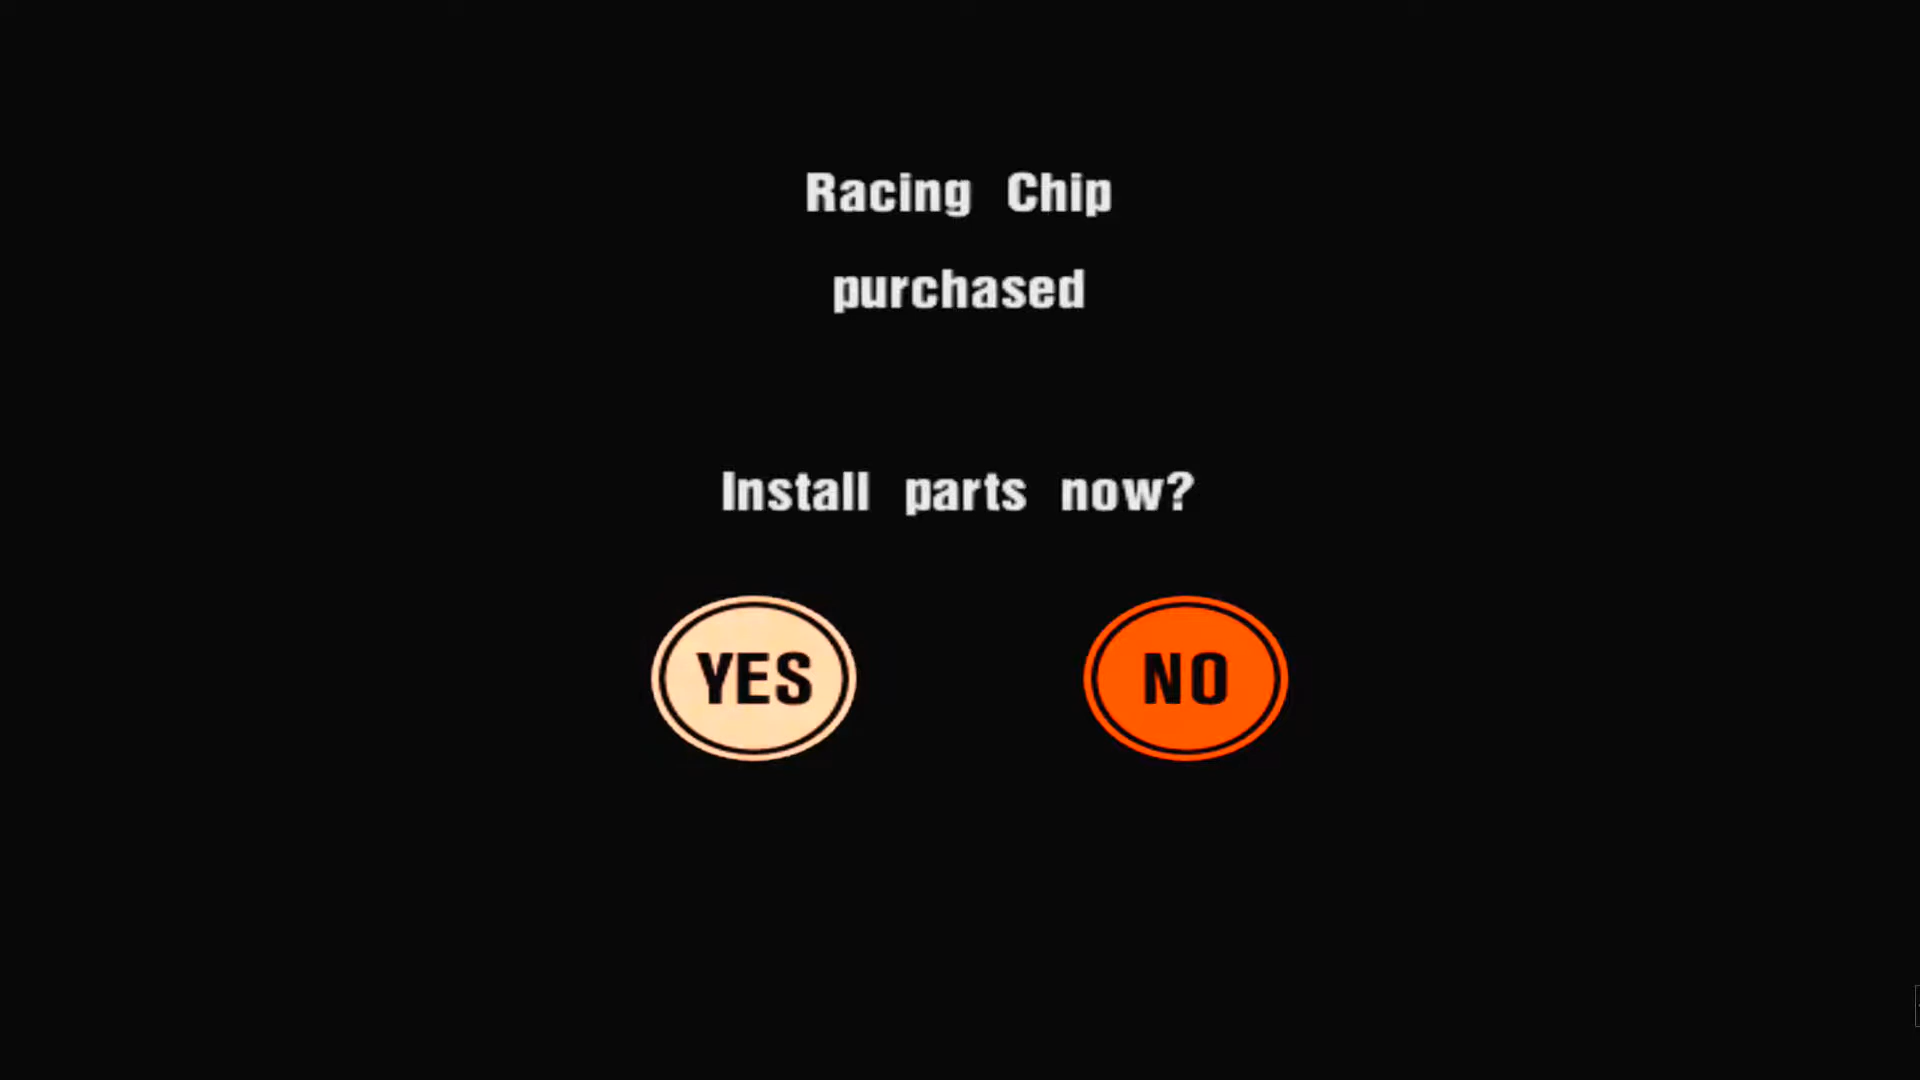 Racing Chip
purchased
Install parts now?
YES NO